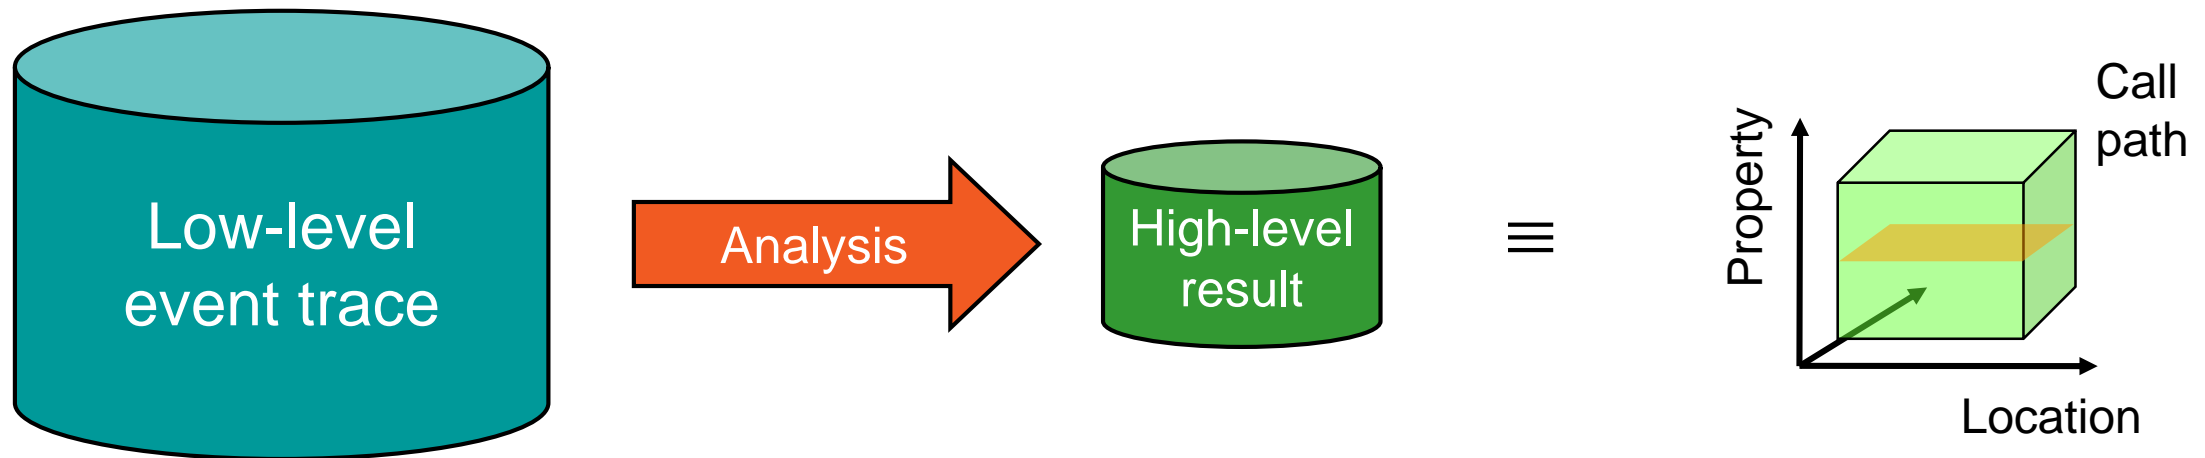 Low-level
event trace
Analysis
High-level
result
≡
Property
Call
path
Location